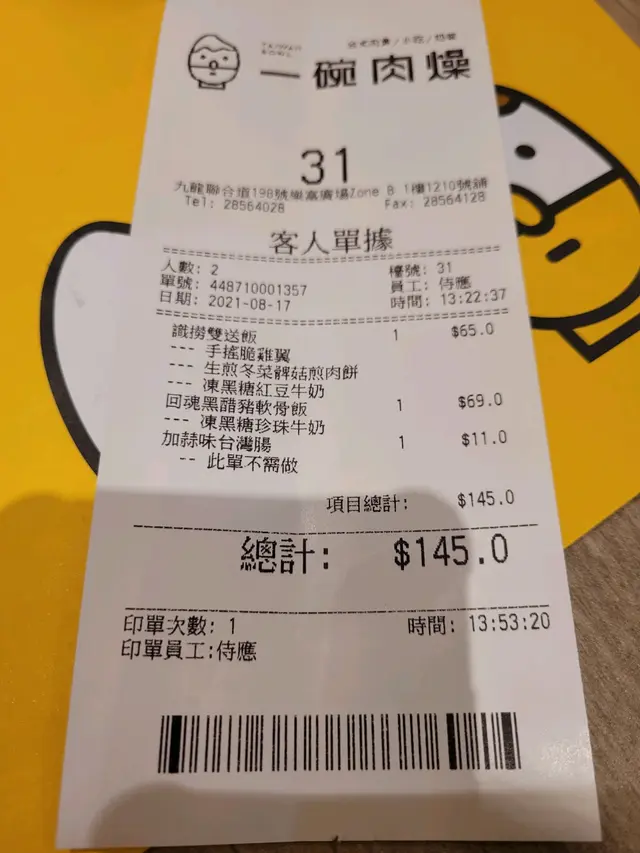 台式肉燥/小吃/奶茶
一碗肉燥
31
九龍聯合道198號樂富廣場Zone B 1樓1210號舖
Tel: 28564028 Fax: 28564128
客人單據
人數: 2 檯號: 31
單號: 448710001357 員工: 侍應
日期: 2021-08-17 時間: 13:22:37
識撈雙送飯 1 $65.0
--- 手搖脆雞翼
--- 生煎冬菜髀菇煎肉餅
--- 凍黑糖紅豆牛奶
回魂黑醋豬軟骨飯 1 $69.0
--- 凍黑糖珍珠牛奶
加蒜味台灣腸 1 $11.0
-- 此單不需做
項目總計: $145.0
總計: $145.0
印單次數: 1 時間: 13:53:20
印單員工:侍應